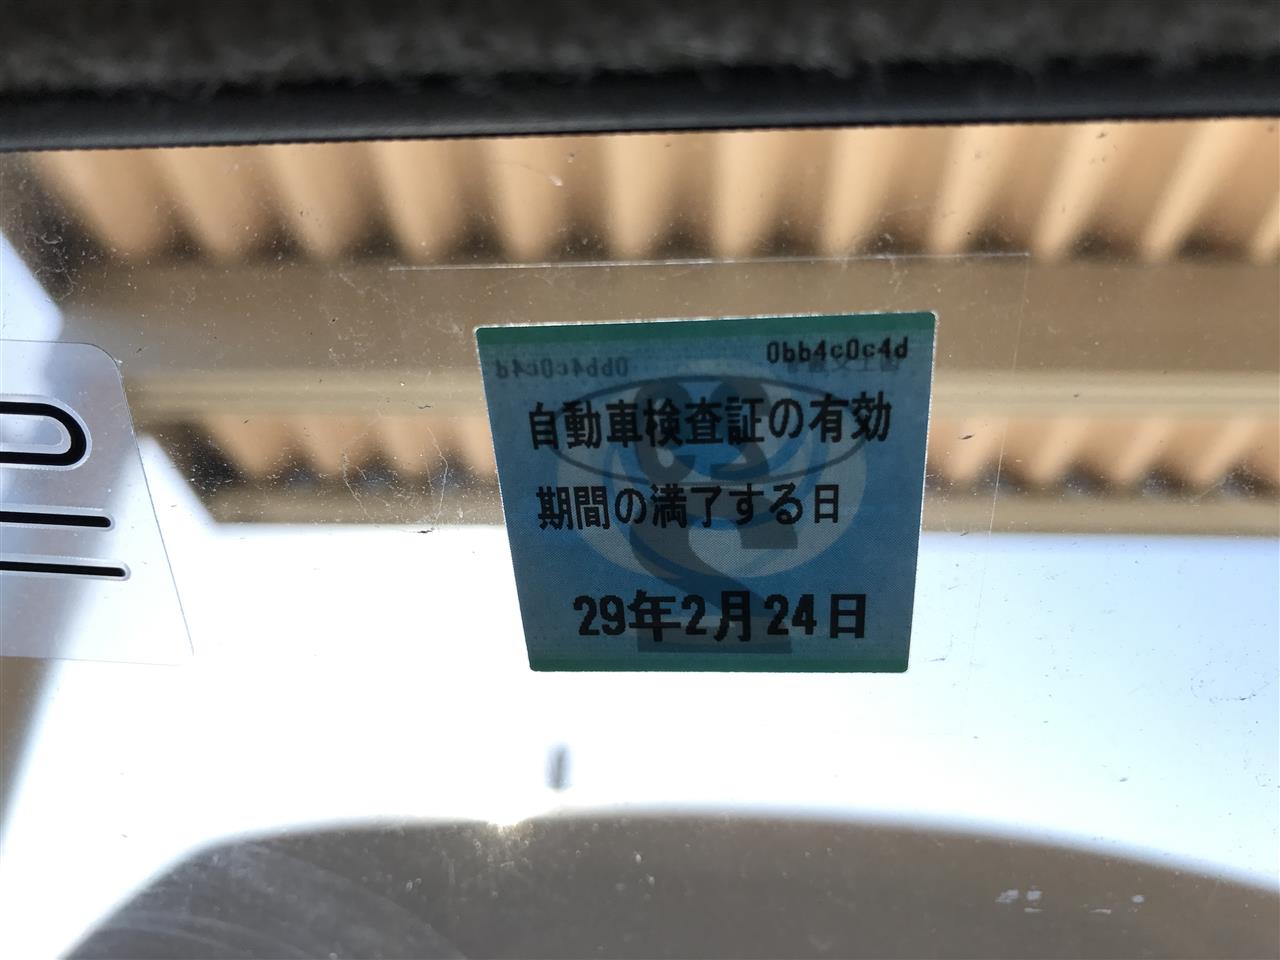 0bb4c0c4d
自動車検査証の有効
期間の満了する日
29年2月24日